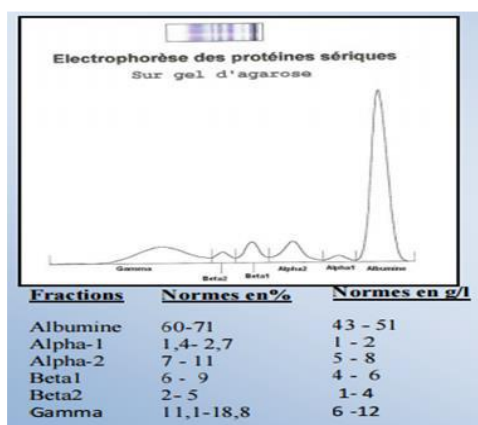 Electrophorèse des protéines sériques
Sur gel d'agarose
Gamma Beta2 Beta1 Alpha2 Alpha1 Albumine
Fractions Normes en% Normes en g/l
Albumine 60-71 43 - 51
Alpha-1 1,4- 2,7 1 - 2
Alpha-2 7 - 11 5 - 8
Beta1 6 - 9 4 - 6
Beta2 2- 5 1- 4
Gamma 11,1-18,8 6 -12